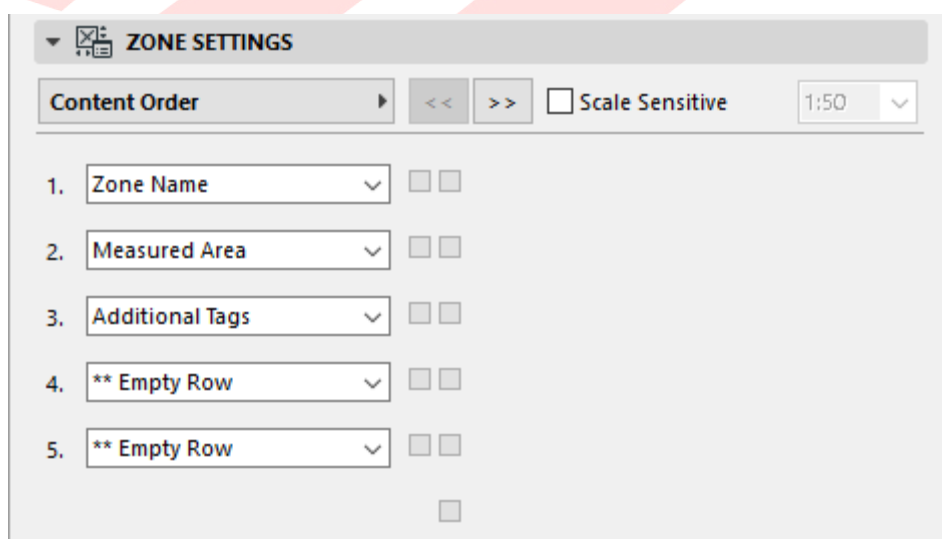 ZONE SETTINGS
Content Order << >> Scale Sensitive 1:50
1. Zone Name
2. Measured Area
3. Additional Tags
4. ** Empty Row
5. ** Empty Row